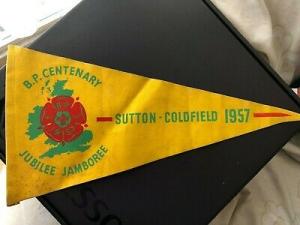 B.P. CENTENARY
JUBILEE JAMBOREE
SUTTON - COLDFIELD 1957